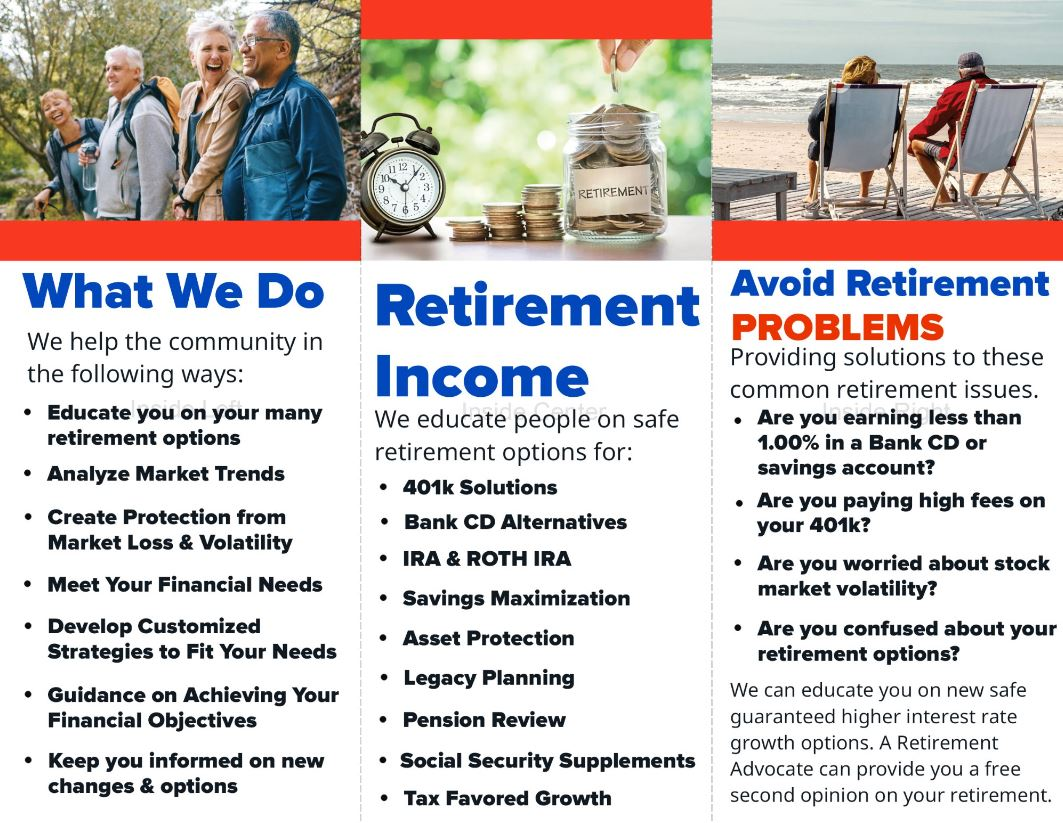 RETIREMENT
What We Do
We help the community in
the following ways:
Inside Left
• Educate you on your many
retirement options
• Analyze Market Trends
• Create Protection from
Market Loss & Volatility
• Meet Your Financial Needs
• Develop Customized
Strategies to Fit Your Needs
• Guidance on Achieving Your
Financial Objectives
• Keep you informed on new
changes & options
Retirement
Income
Inside Center
We educate people on safe
retirement options for:
• 401k Solutions
• Bank CD Alternatives
• IRA & ROTH IRA
• Savings Maximization
• Asset Protection
• Legacy Planning
• Pension Review
• Social Security Supplements
• Tax Favored Growth
Avoid Retirement
PROBLEMS
Providing solutions to these
common retirement issues.
Inside Right
• Are you earning less than
1.00% in a Bank CD or
savings account?
• Are you paying high fees on
your 401k?
• Are you worried about stock
market volatility?
• Are you confused about your
retirement options?
We can educate you on new safe
guaranteed higher interest rate
growth options. A Retirement
Advocate can provide you a free
second opinion on your retirement.